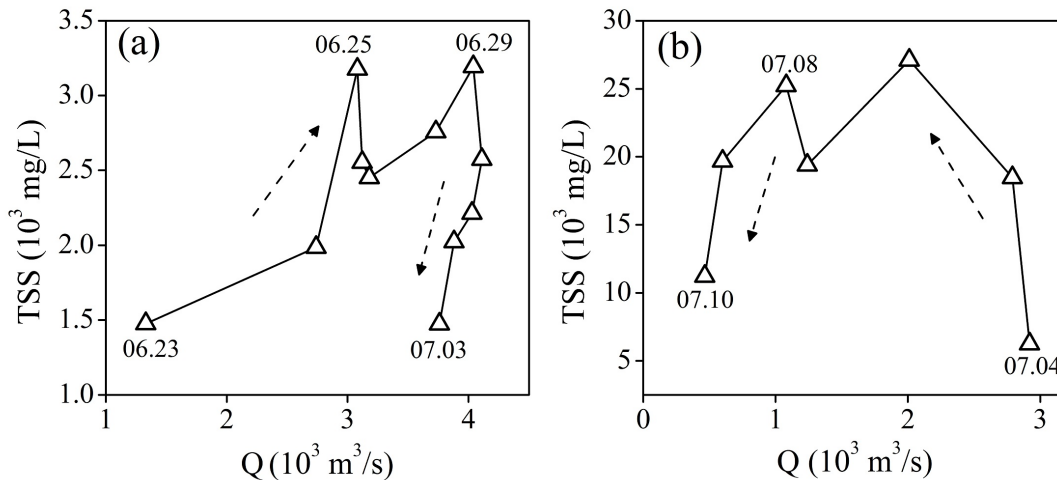 (a)
06.25
06.29
3.5
3.0
2.5
2.0
1.5
1.0
TSS (10³ mg/L)
06.23
07.03
1 2 3 4
Q (10³ m³/s)
(b)
07.08
30
25
20
15
10
5
TSS (10³ mg/L)
07.10
07.04
0 1 2 3
Q (10³ m³/s)